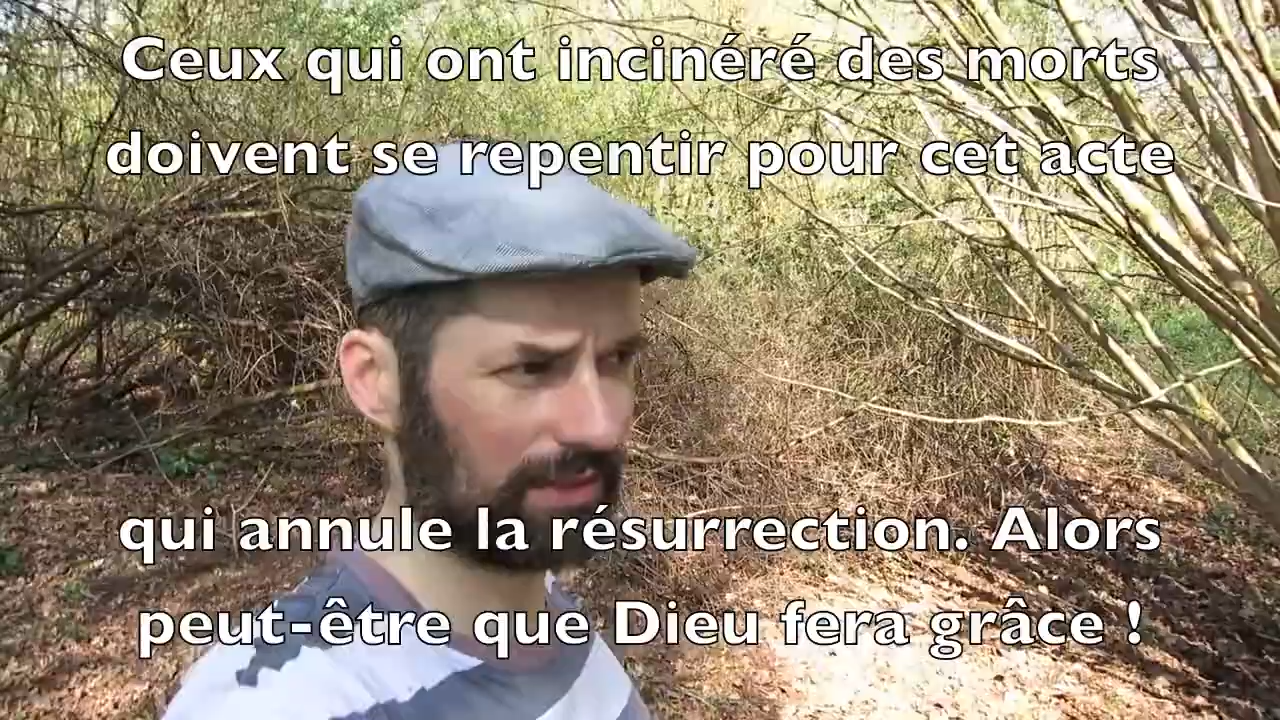 Ceux qui ont incinéré des morts
doivent se repentir pour cet acte
qui annule la résurrection. Alors
peut-être que Dieu fera grâce !